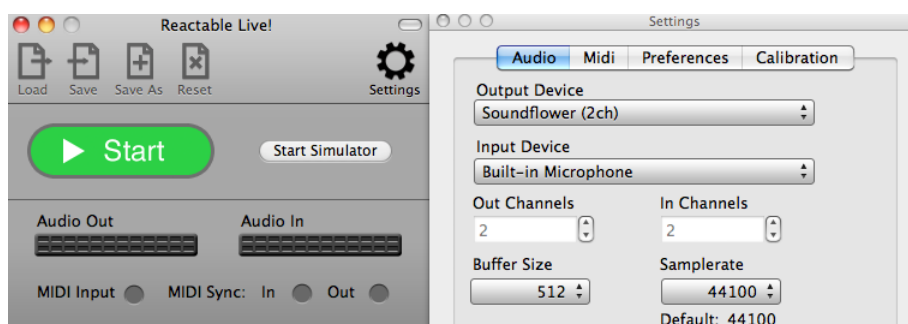 Reactable Live!
Load Save Save As Reset Settings
Start Start Simulator
Audio Out Audio In
MIDI Input MIDI Sync: In Out
Settings
Audio Midi Preferences Calibration
Output Device
Soundflower (2ch)
Input Device
Built-in Microphone
Out Channels In Channels
2 2
Buffer Size Samplerate
512 44100
Default: 44100